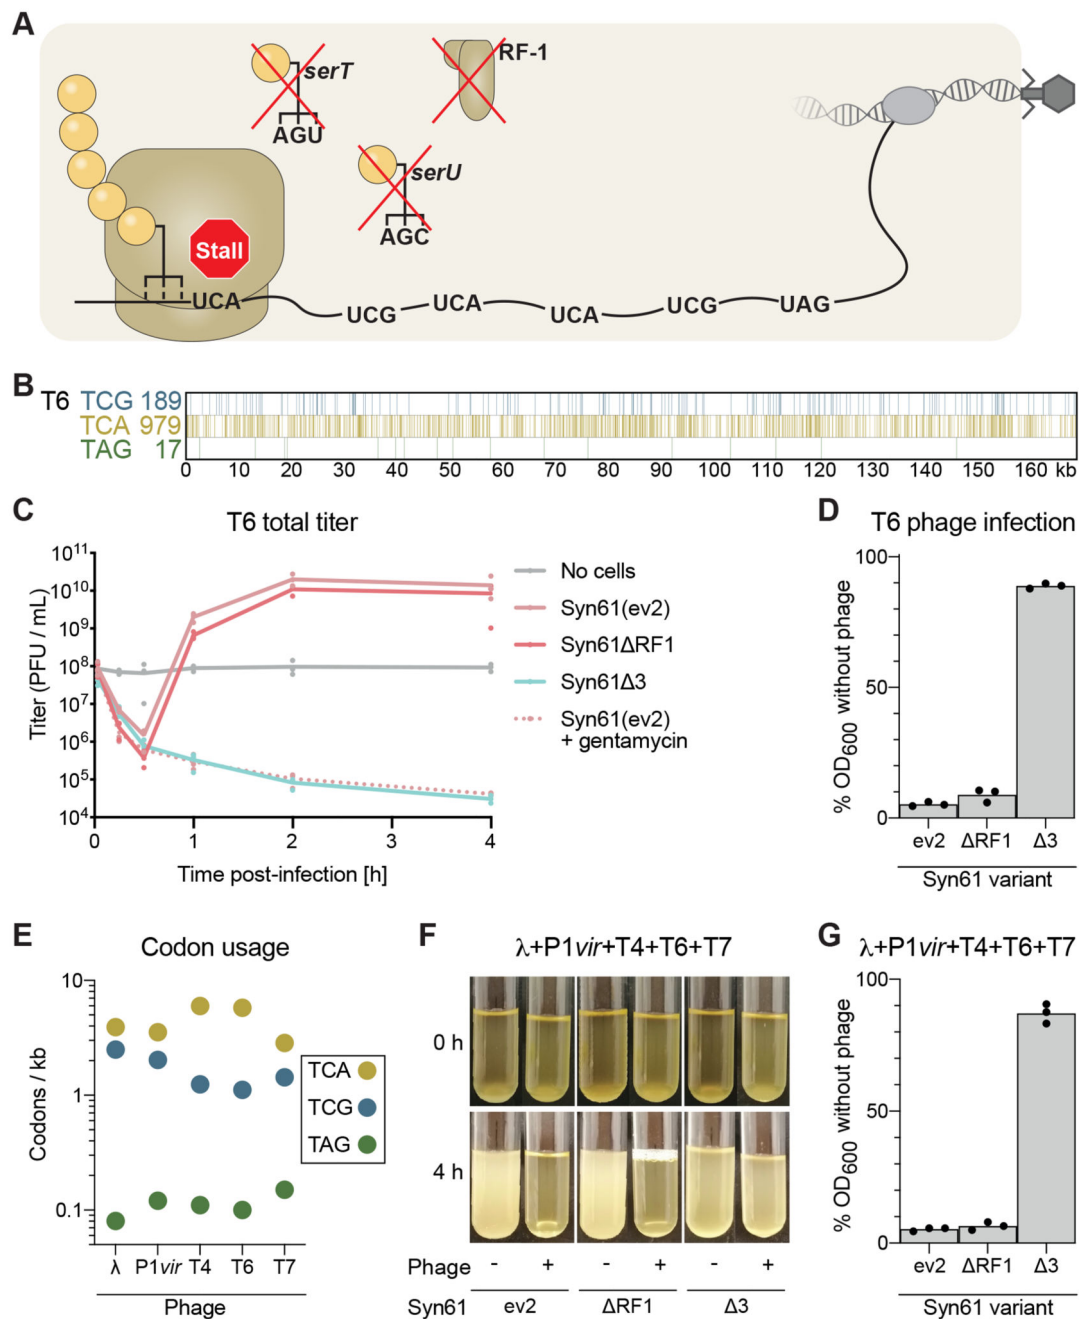 A
serT
AGU
RF-1
serU
AGC
Stall
UCA
UCG
UCA
UCA
UCG
UAG
B
T6 TCG 189
TCA 979
TAG 17
0 10 20 30 40 50 60 70 80 90 100 110 120 130 140 150 160 kb
C
T6 total titer
Titer (PFU / mL)
10¹¹
10¹⁰
10⁹
10⁸
10⁷
10⁶
10⁵
10⁴
0 1 2 3 4
Time post-infection [h]
No cells
Syn61(ev2)
Syn61ΔRF1
Syn61Δ3
Syn61(ev2)
+ gentamycin
D
T6 phage infection
% OD₆₀₀ without phage
100
50
0
ev2 ΔRF1 Δ3
Syn61 variant
E
Codon usage
Codons / kb
10
1
0.1
λ P1vir T4 T6 T7
Phage
TCA
TCG
TAG
F
λ+P1vir+T4+T6+T7
0 h
4 h
Phage - + - + - +
Syn61 ev2 ΔRF1 Δ3
G
λ+P1vir+T4+T6+T7
% OD₆₀₀ without phage
100
50
0
ev2 ΔRF1 Δ3
Syn61 variant